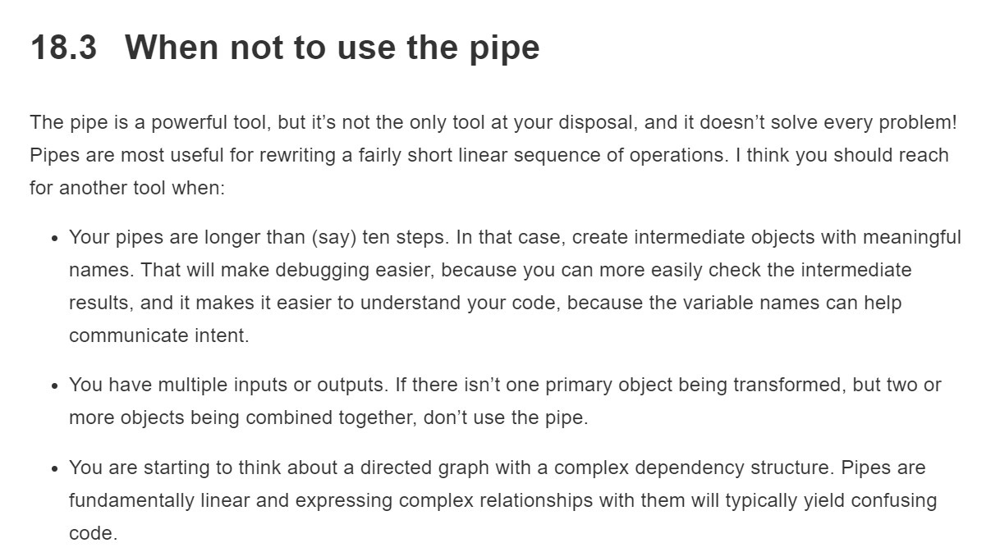 18.3 When not to use the pipe
The pipe is a powerful tool, but it’s not the only tool at your disposal, and it doesn’t solve every problem!
Pipes are most useful for rewriting a fairly short linear sequence of operations. I think you should reach
for another tool when:
• Your pipes are longer than (say) ten steps. In that case, create intermediate objects with meaningful
names. That will make debugging easier, because you can more easily check the intermediate
results, and it makes it easier to understand your code, because the variable names can help
communicate intent.
• You have multiple inputs or outputs. If there isn’t one primary object being transformed, but two or
more objects being combined together, don’t use the pipe.
• You are starting to think about a directed graph with a complex dependency structure. Pipes are
fundamentally linear and expressing complex relationships with them will typically yield confusing
code.